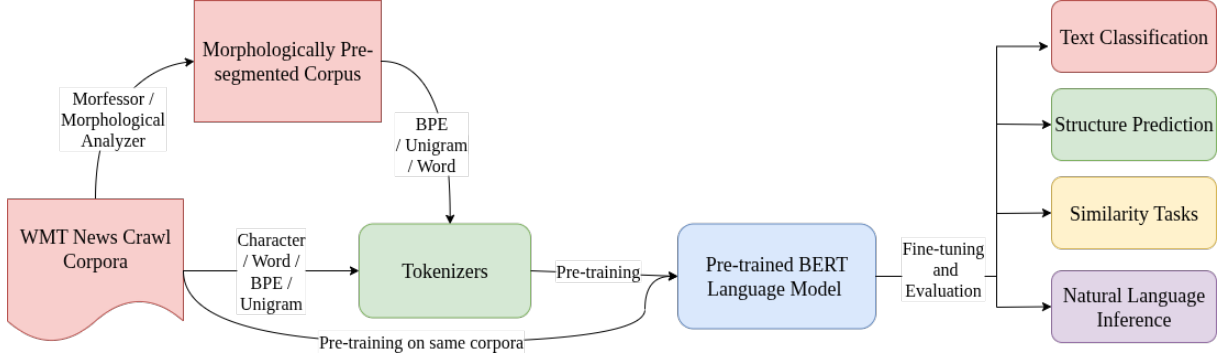 Morphologically Pre-
segmented Corpus
Morfessor /
Morphological
Analyzer
BPE
/ Unigram
/ Word
WMT News Crawl
Corpora
Character
/ Word /
BPE /
Unigram
Tokenizers
Pre-training
Pre-training on same corpora
Pre-trained BERT
Language Model
Fine-tuning
and
Evaluation
Text Classification
Structure Prediction
Similarity Tasks
Natural Language
Inference